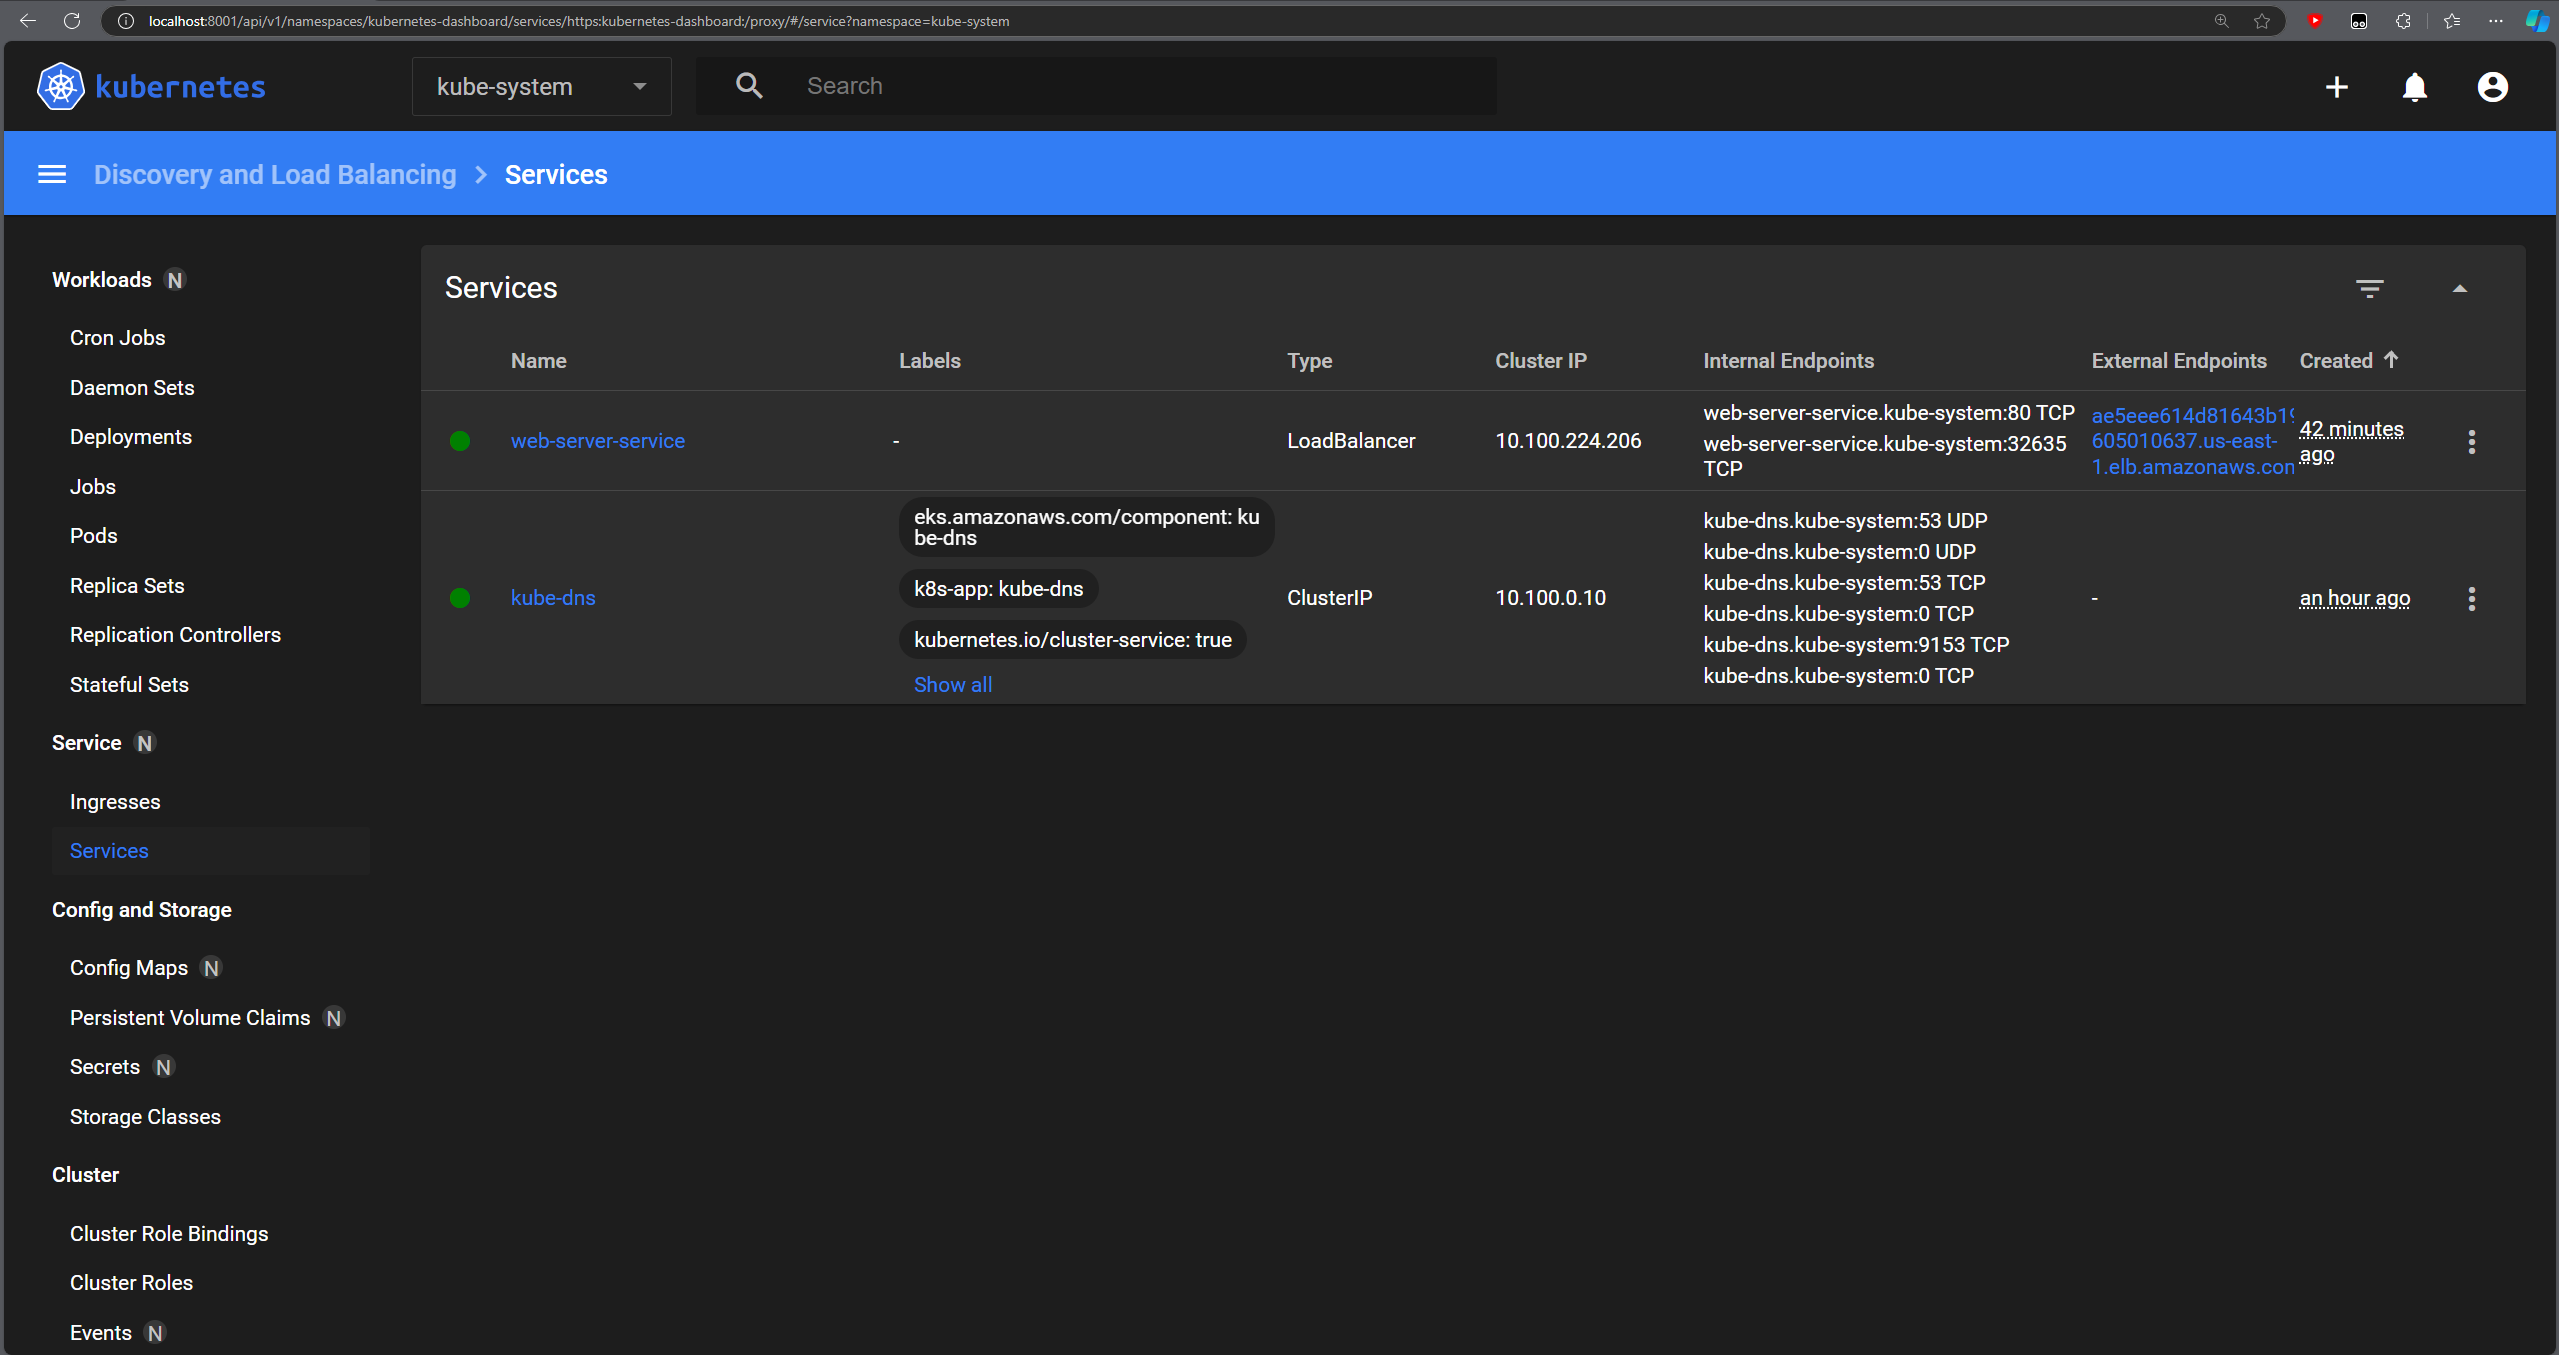 localhost:8001/api/v1/namespaces/kubernetes-dashboard/services/https:kubernetes-dashboard:/proxy/#/service?namespace=kube-system
kubernetes
kube-system
Search
Discovery and Load Balancing > Services
Workloads N
Cron Jobs
Daemon Sets
Deployments
Jobs
Pods
Replica Sets
Replication Controllers
Stateful Sets
Service N
Ingresses
Services
Config and Storage
Config Maps N
Persistent Volume Claims N
Secrets N
Storage Classes
Cluster
Cluster Role Bindings
Cluster Roles
Events N
Services
Name Labels Type Cluster IP Internal Endpoints External Endpoints Created
web-server-service
-
LoadBalancer
10.100.224.206
web-server-service.kube-system:80 TCP
web-server-service.kube-system:32635
TCP
ae5eee614d81643b19
605010637.us-east-
1.elb.amazonaws.com
42 minutes
ago
kube-dns
eks.amazonaws.com/component: ku
be-dns
k8s-app: kube-dns
kubernetes.io/cluster-service: true
Show all
ClusterIP
10.100.0.10
kube-dns.kube-system:53 UDP
kube-dns.kube-system:0 UDP
kube-dns.kube-system:53 TCP
kube-dns.kube-system:0 TCP
kube-dns.kube-system:9153 TCP
kube-dns.kube-system:0 TCP
-
an hour ago